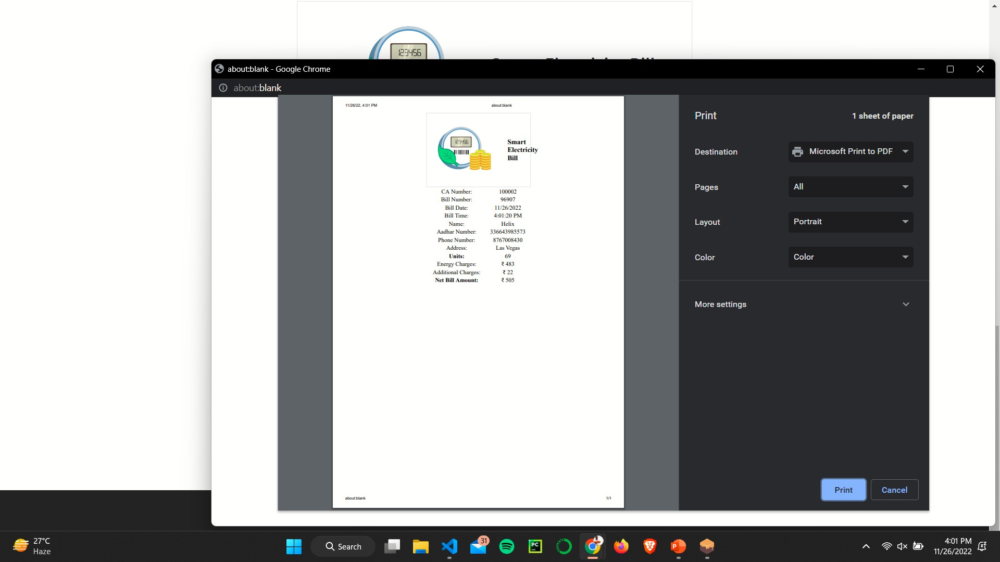 123456
about:blank - Google Chrome
about:blank
11/26/22, 4:01 PM about:blank
123456
Smart
Electricity
Bill
CA Number: 100002
Bill Number: 96907
Bill Date: 11/26/2022
Bill Time: 4:01:20 PM
Name: Helix
Aadhar Number: 336643985573
Phone Number: 8767008430
Address: Las Vegas
Units: 69
Energy Charges: ₹ 483
Additional Charges: ₹ 22
Net Bill Amount: ₹ 505
about:blank 1/1
Print 1 sheet of paper
Destination Microsoft Print to PDF
Pages All
Layout Portrait
Color Color
More settings
Print Cancel
27°C
Haze
Search
31
PC
P
4:01 PM
11/26/2022